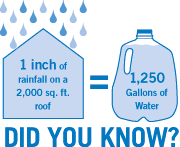 1 inch of
rainfall on a
2,000 sq. ft.
roof
=
1,250
Gallons of
Water
DID YOU KNOW?